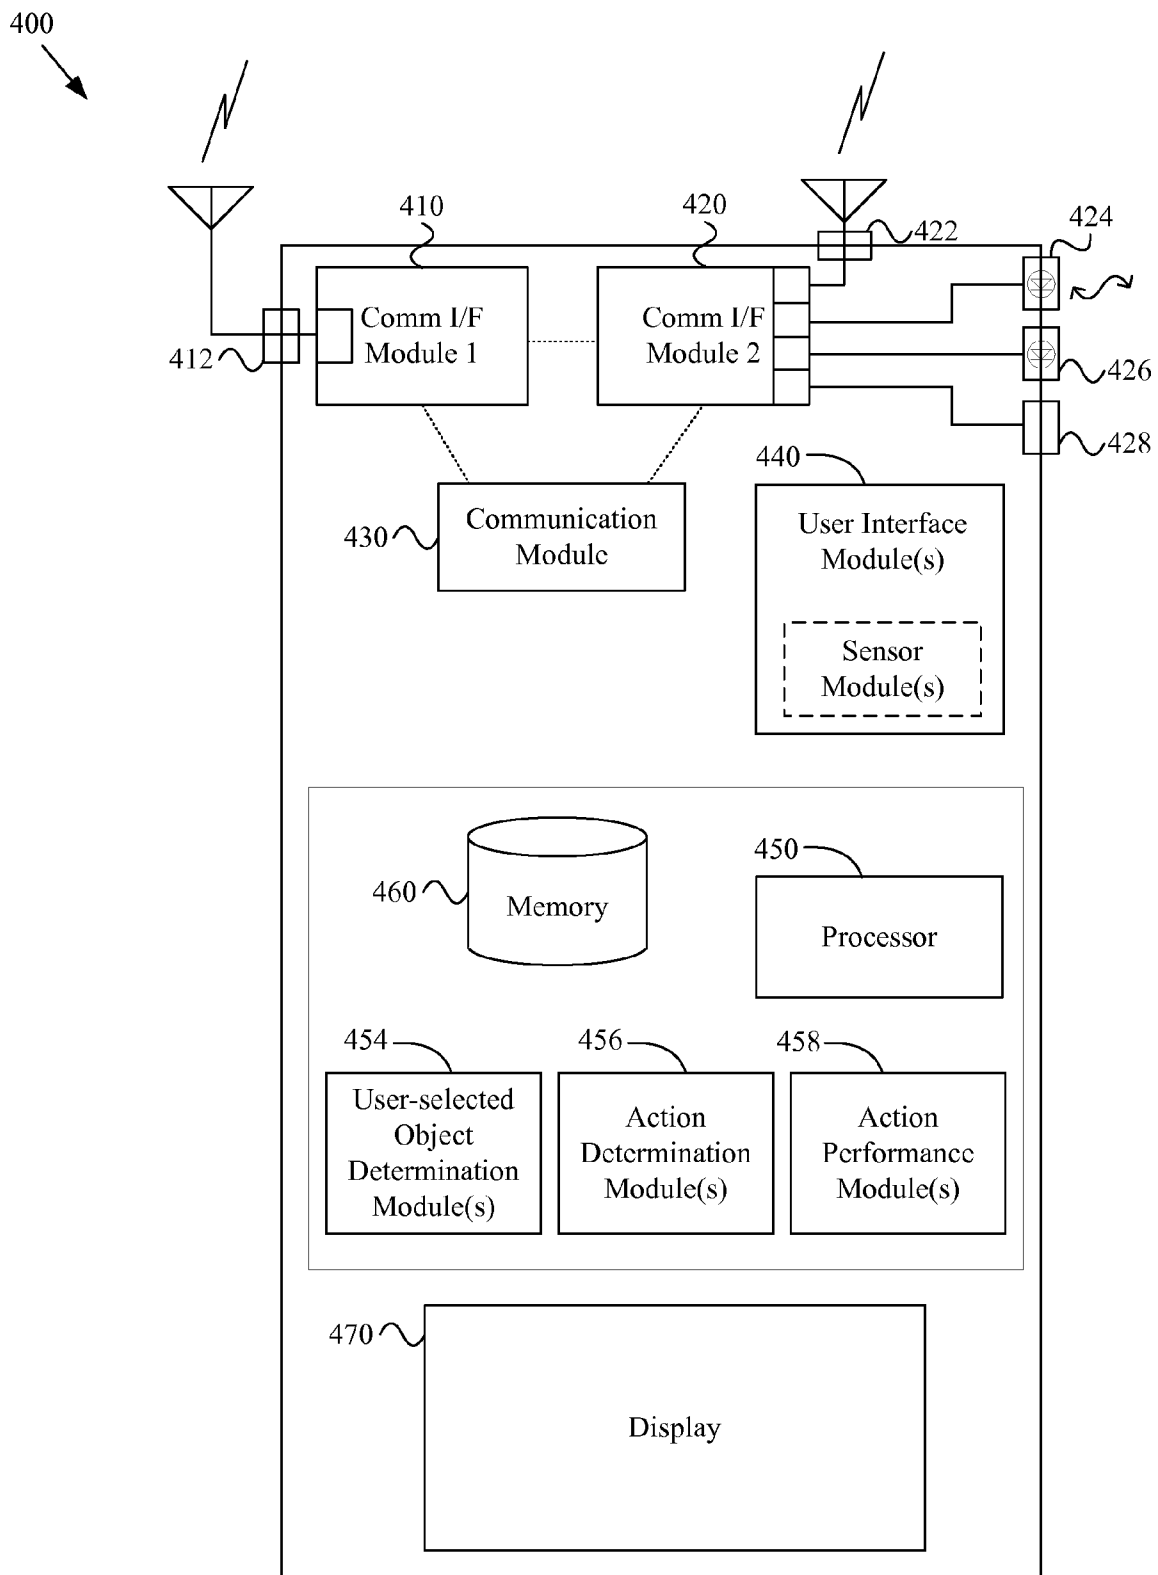 400
410
420
422
424
Comm I/F
Module 1
Comm I/F
Module 2
412
426
428
440
430
Communication
Module
User Interface
Module(s)
Sensor
Module(s)
450
460
Memory
Processor
454
456
458
User-selected
Object
Determination
Module(s)
Action
Determination
Module(s)
Action
Performance
Module(s)
470
Display